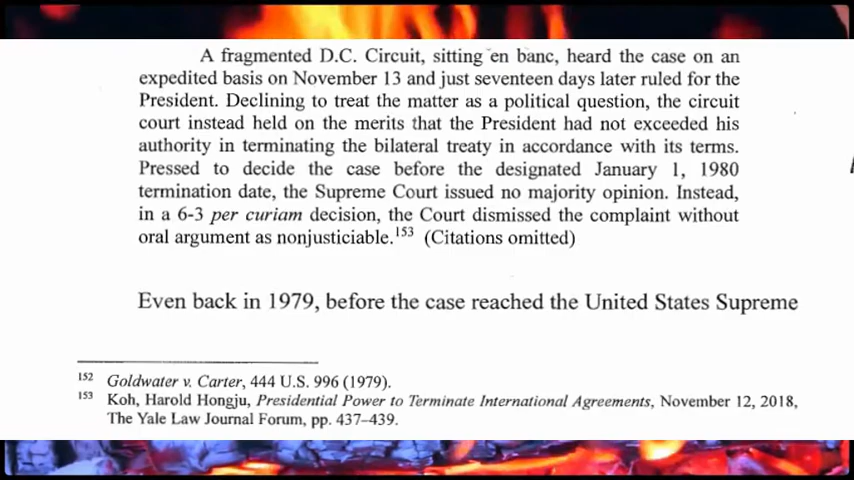 A fragmented D.C. Circuit, sitting en banc, heard the case on an
expedited basis on November 13 and just seventeen days later ruled for the
President. Declining to treat the matter as a political question, the circuit
court instead held on the merits that the President had not exceeded his
authority in terminating the bilateral treaty in accordance with its terms.
Pressed to decide the case before the designated January 1, 1980
termination date, the Supreme Court issued no majority opinion. Instead,
in a 6-3 per curiam decision, the Court dismissed the complaint without
oral argument as nonjusticiable.153 (Citations omitted)
Even back in 1979, before the case reached the United States Supreme
152 Goldwater v. Carter, 444 U.S. 996 (1979).
153 Koh, Harold Hongju, Presidential Power to Terminate International Agreements, November 12, 2018,
The Yale Law Journal Forum, pp. 437–439.